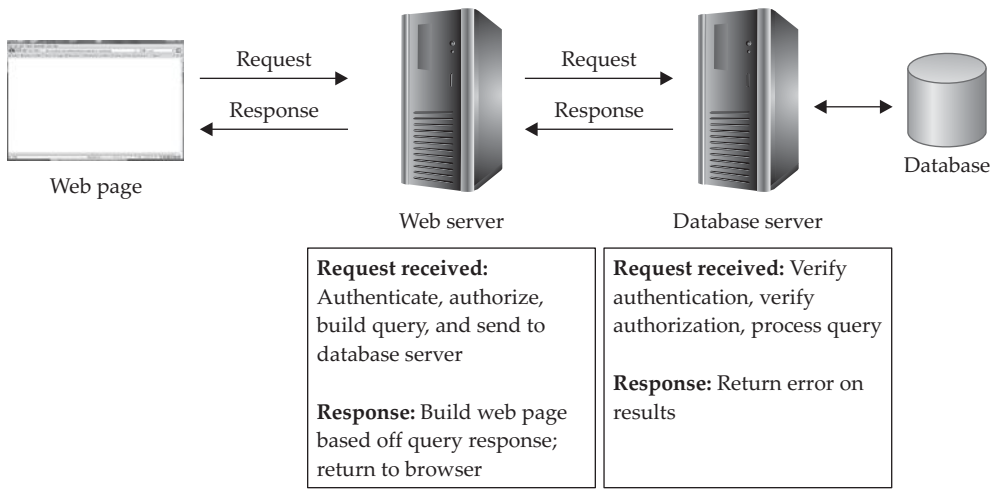 Request
Response
Request
Response
Web page
Web server
Database server
Database
Request received:
Authenticate, authorize,
build query, and send to
database server
Response: Build web page
based off query response;
return to browser
Request received: Verify
authentication, verify
authorization, process query
Response: Return error on
results